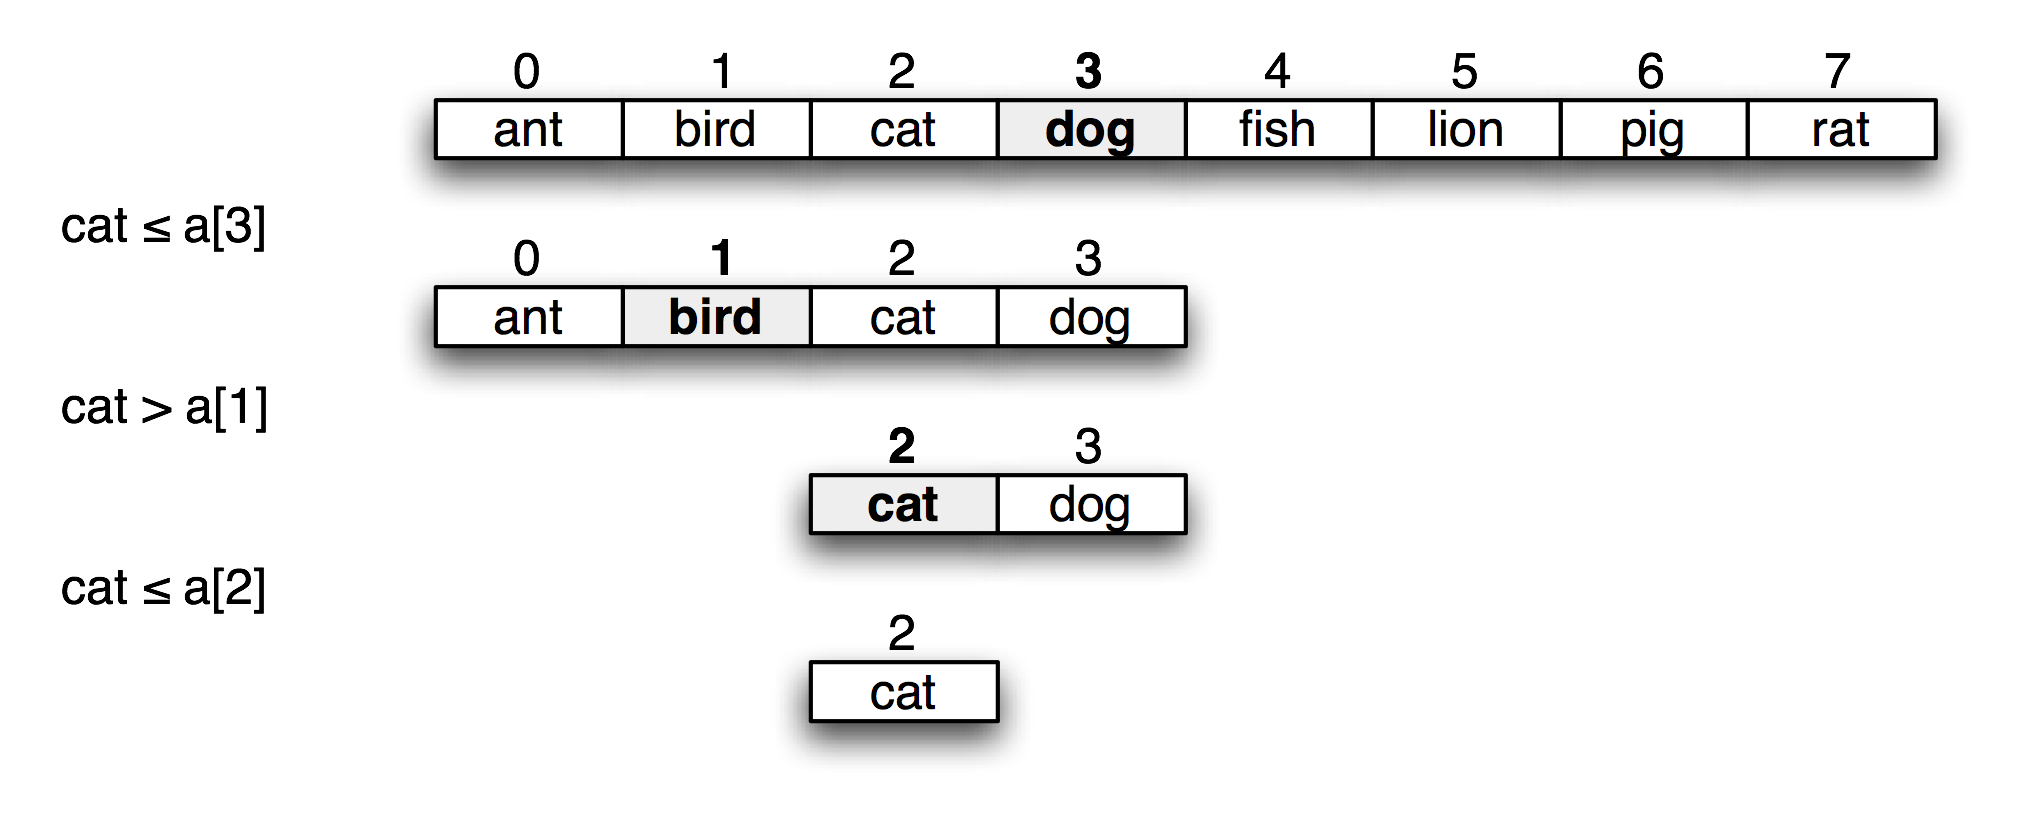 0 1 2 3 4 5 6 7
ant bird cat dog fish lion pig rat
cat ≤ a[3]
0 1 2 3
ant bird cat dog
cat > a[1]
2 3
cat dog
cat ≤ a[2]
2
cat